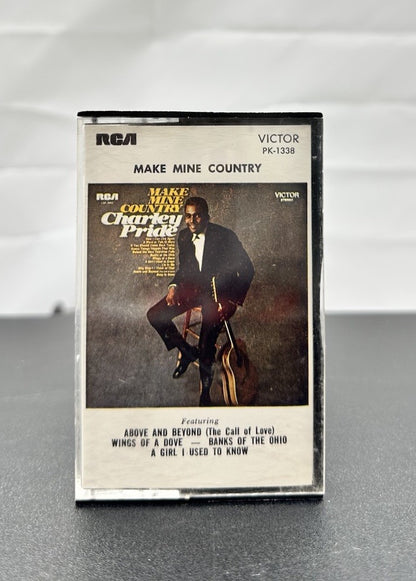 RCA
VICTOR
PK-1338
MAKE MINE COUNTRY
RCA
MAKE
MINE
COUNTRY
Charley
Pride
VICTOR
STEREO
Featuring
ABOVE AND BEYOND (The Call of Love)
WINGS OF A DOVE — BANKS OF THE OHIO
A GIRL I USED TO KNOW